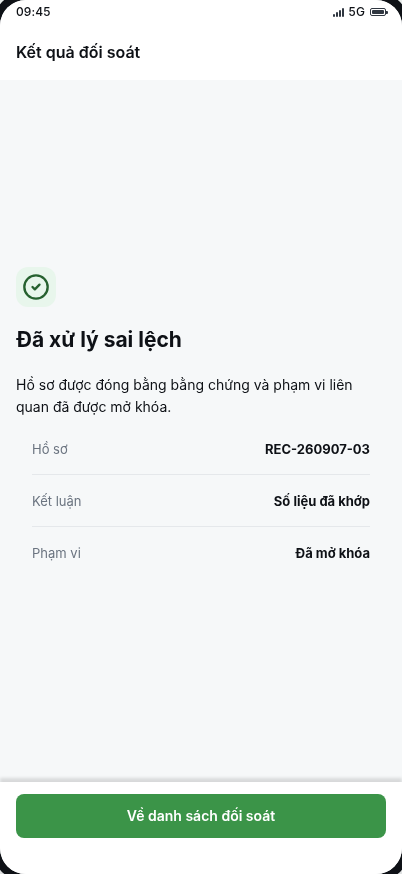 09:45
5G
Kết quả đối soát
Đã xử lý sai lệch
Hồ sơ được đóng bằng bằng chứng và phạm vi liên
quan đã được mở khóa.
Hồ sơ REC-260907-03
Kết luận Số liệu đã khớp
Phạm vi Đã mở khóa
Về danh sách đối soát